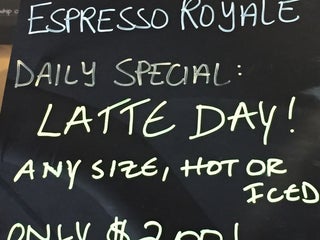 ESPRESSO ROYALE
DAILY SPECIAL:
LATTE DAY!
ANY SIZE, HOT OR
ICED
ONLY $2.00!